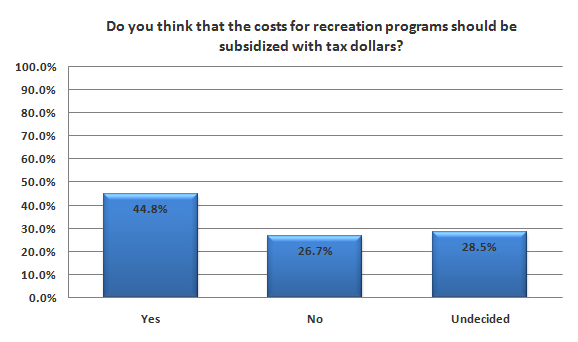 Do you think that the costs for recreation programs should be
subsidized with tax dollars?
100.0%
90.0%
80.0%
70.0%
60.0%
50.0%
40.0%
30.0%
20.0%
10.0%
0.0%
44.8%
26.7%
28.5%
Yes
No
Undecided